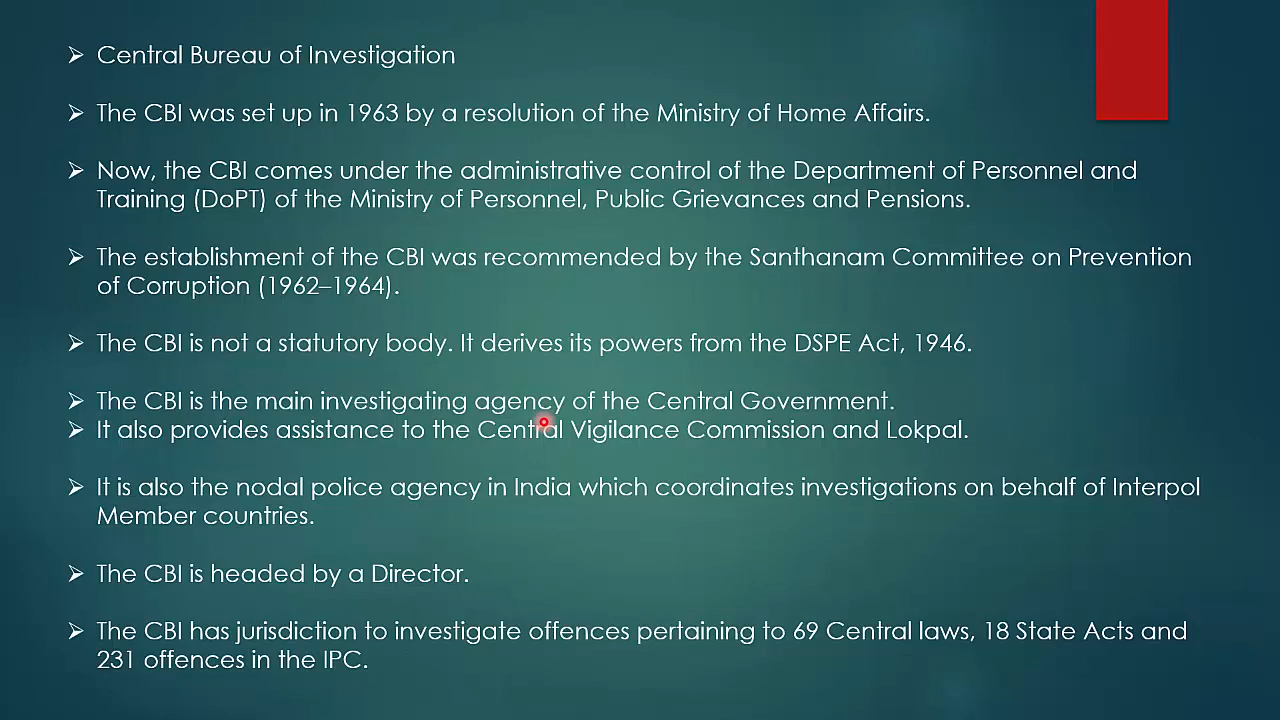 Central Bureau of Investigation
The CBI was set up in 1963 by a resolution of the Ministry of Home Affairs.
Now, the CBI comes under the administrative control of the Department of Personnel and
Training (DoPT) of the Ministry of Personnel, Public Grievances and Pensions.
The establishment of the CBI was recommended by the Santhanam Committee on Prevention
of Corruption (1962–1964).
The CBI is not a statutory body. It derives its powers from the DSPE Act, 1946.
The CBI is the main investigating agency of the Central Government.
It also provides assistance to the Central Vigilance Commission and Lokpal.
It is also the nodal police agency in India which coordinates investigations on behalf of Interpol
Member countries.
The CBI is headed by a Director.
The CBI has jurisdiction to investigate offences pertaining to 69 Central laws, 18 State Acts and
231 offences in the IPC.